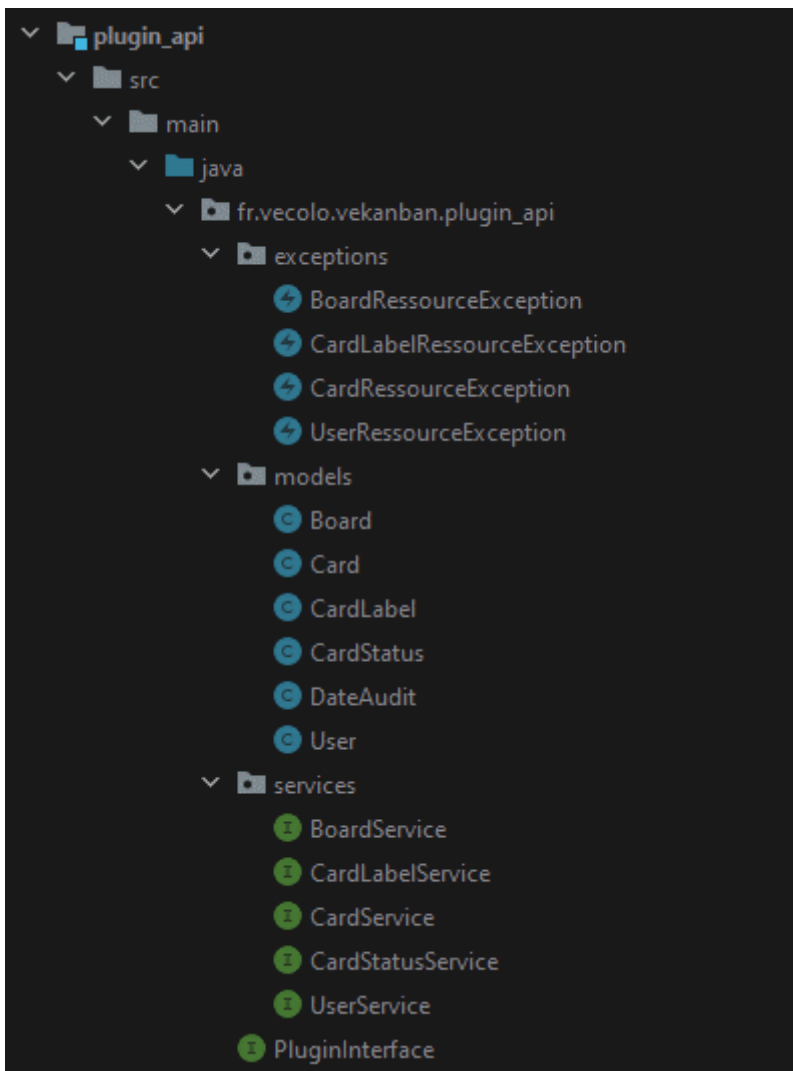 plugin_api
src
main
java
fr.vecolo.vekanban.plugin_api
exceptions
BoardRessourceException
CardLabelRessourceException
CardRessourceException
UserRessourceException
models
C Board
C Card
C CardLabel
C CardStatus
C DateAudit
C User
services
I BoardService
I CardLabelService
I CardService
I CardStatusService
I UserService
I PluginInterface